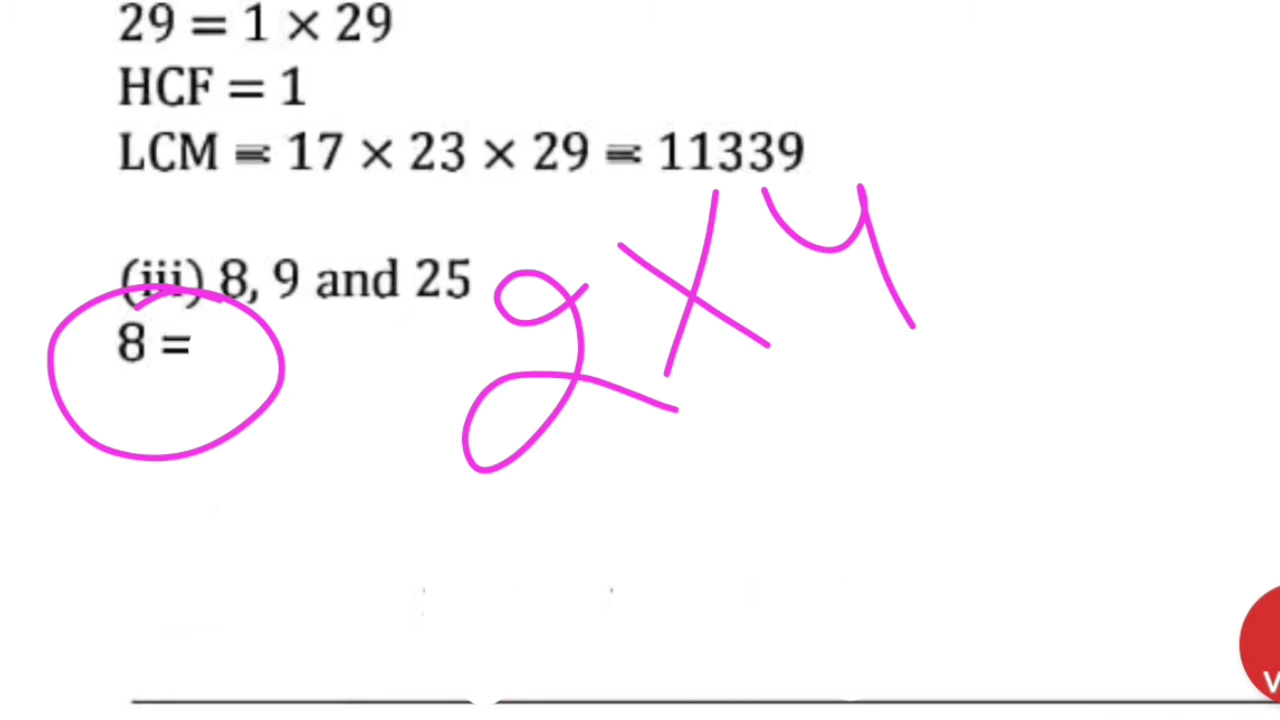 29 = 1 × 29
HCF = 1
LCM = 17 × 23 × 29 = 11339
(iii) 8, 9 and 25
8 =
2×4
V